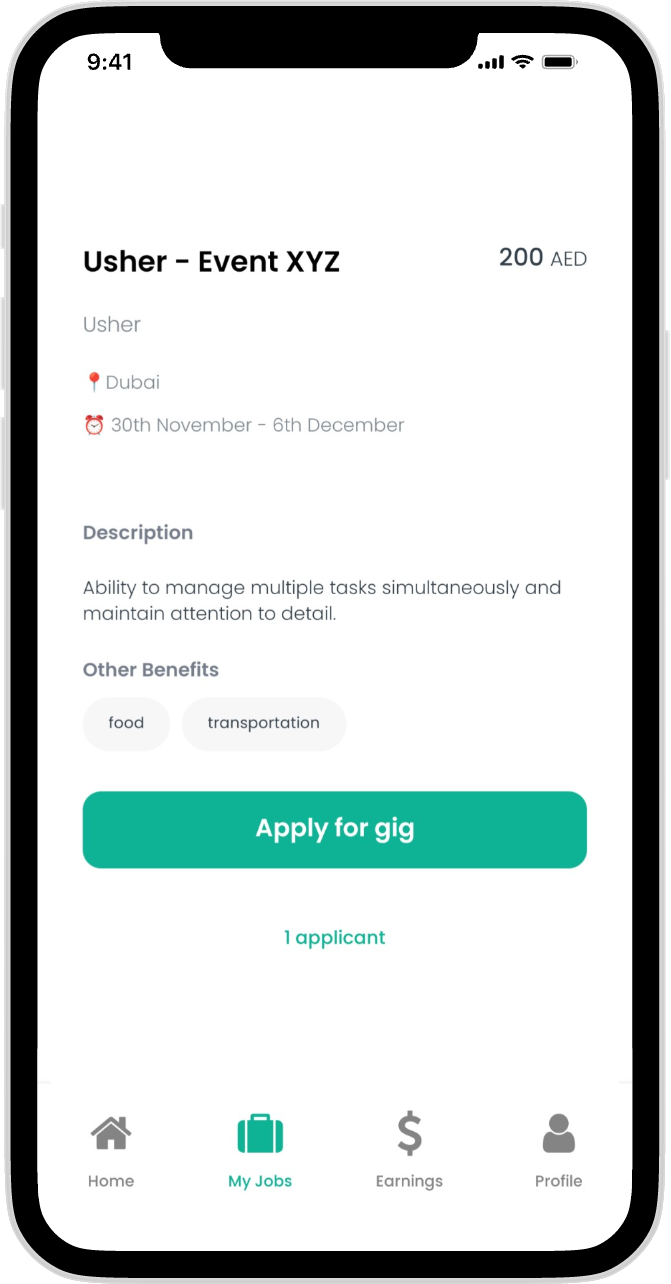 9:41
Usher - Event XYZ
200 AED
Usher
📍Dubai
⏰ 30th November - 6th December
Description
Ability to manage multiple tasks simultaneously and
maintain attention to detail.
Other Benefits
food transportation
Apply for gig
1 applicant
Home My Jobs Earnings Profile